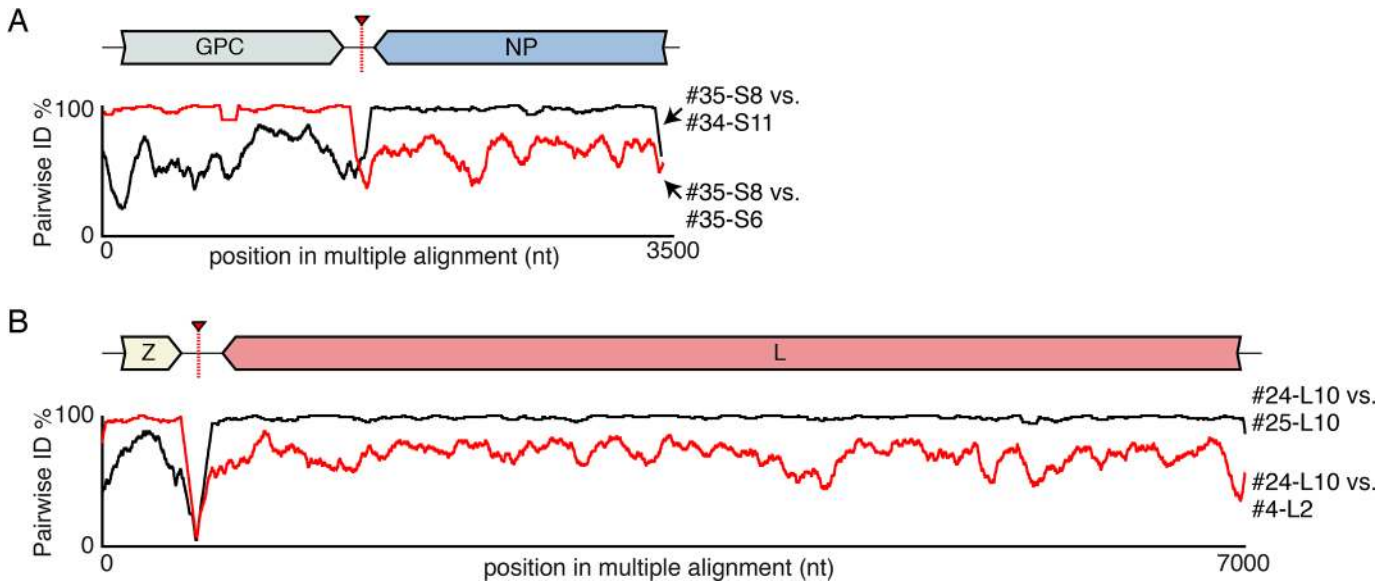 A
GPC
NP
Pairwise ID %
100
0
0
3500
position in multiple alignment (nt)
#35-S8 vs.
#34-S11
#35-S8 vs.
#35-S6
B
Z
L
Pairwise ID %
100
0
0
7000
position in multiple alignment (nt)
#24-L10 vs.
#25-L10
#24-L10 vs.
#4-L2